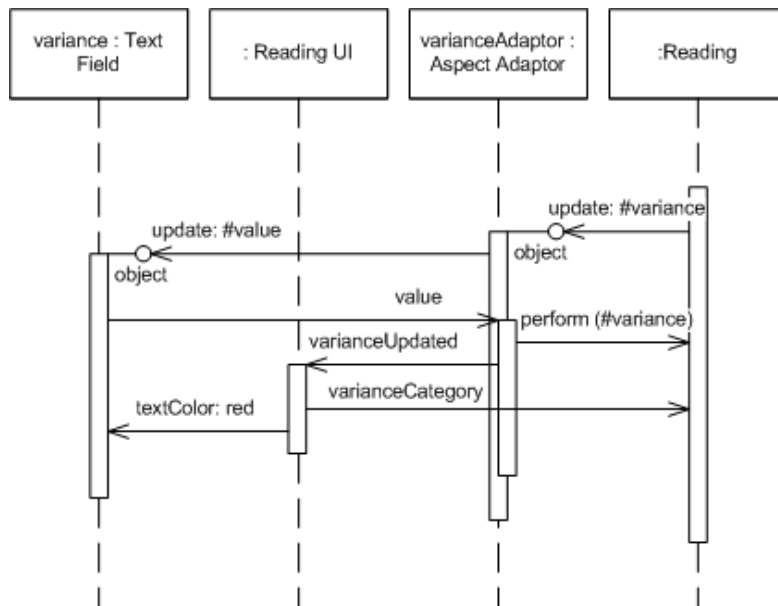 variance : Text
Field
: Reading UI
varianceAdaptor :
Aspect Adaptor
:Reading
update: #variance
object
update: #value
object
value
perform (#variance)
varianceUpdated
varianceCategory
textColor: red